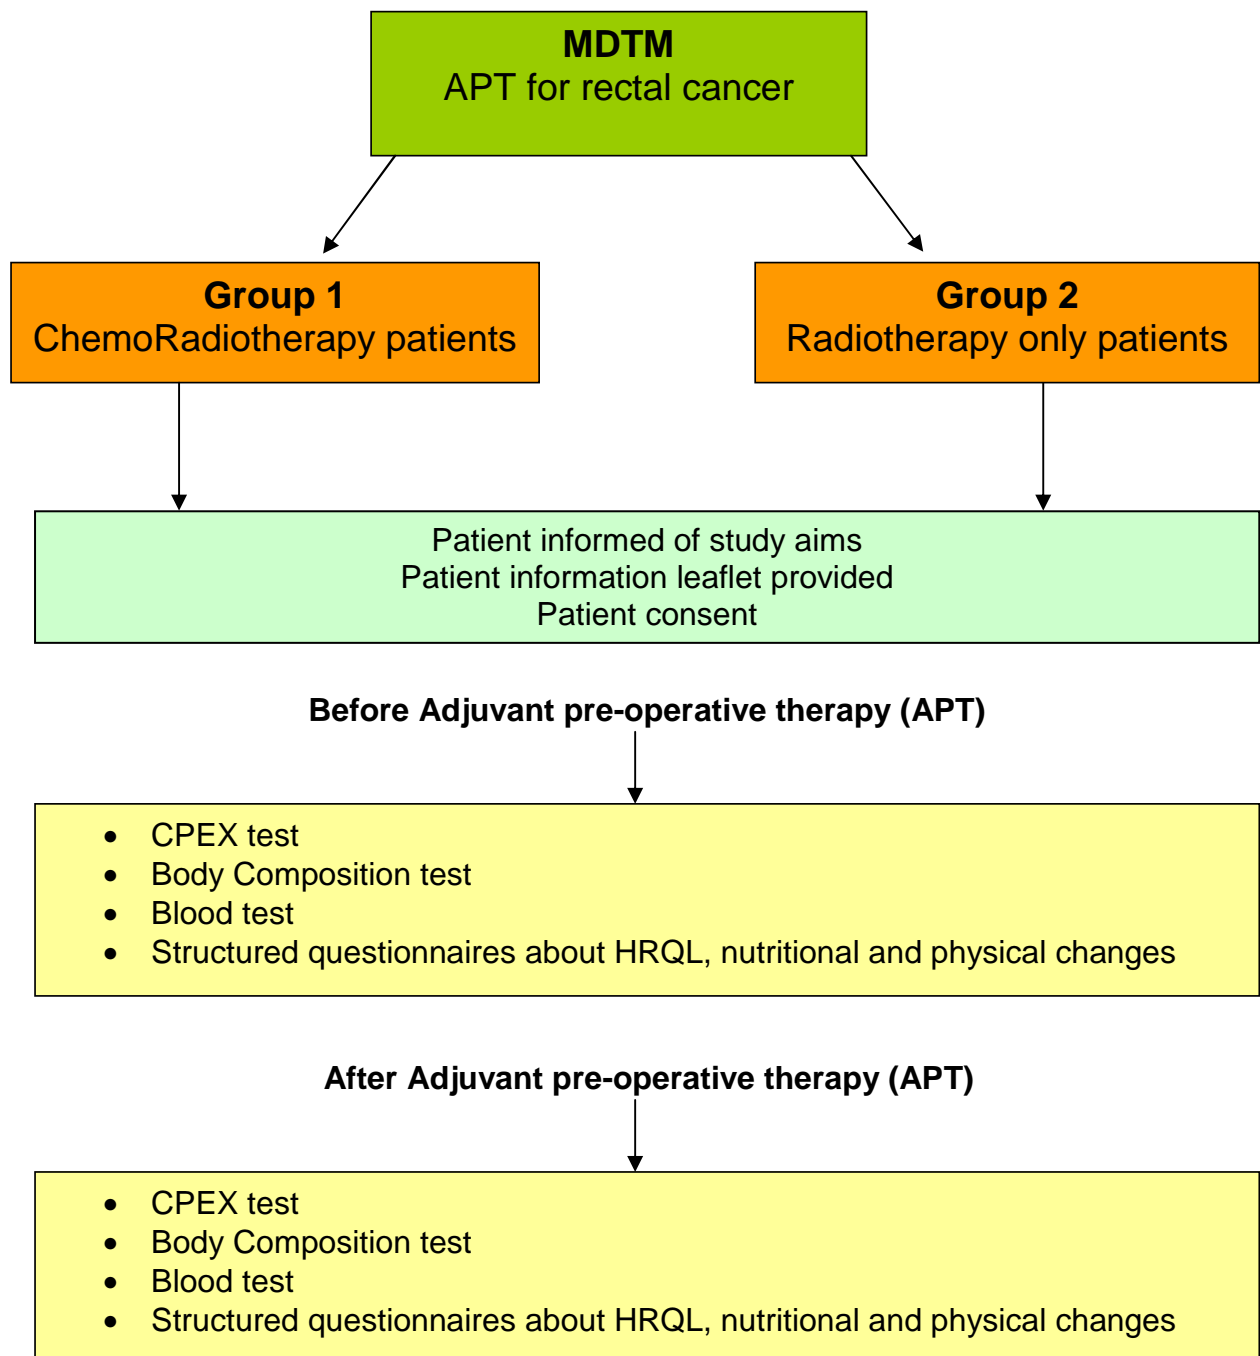 MDTM
APT for rectal cancer
Group 1
ChemoRadiotherapy patients
Group 2
Radiotherapy only patients
Patient informed of study aims
Patient information leaflet provided
Patient consent
Before Adjuvant pre-operative therapy (APT)
• CPEX test
• Body Composition test
• Blood test
• Structured questionnaires about HRQL, nutritional and physical changes
After Adjuvant pre-operative therapy (APT)
• CPEX test
• Body Composition test
• Blood test
• Structured questionnaires about HRQL, nutritional and physical changes